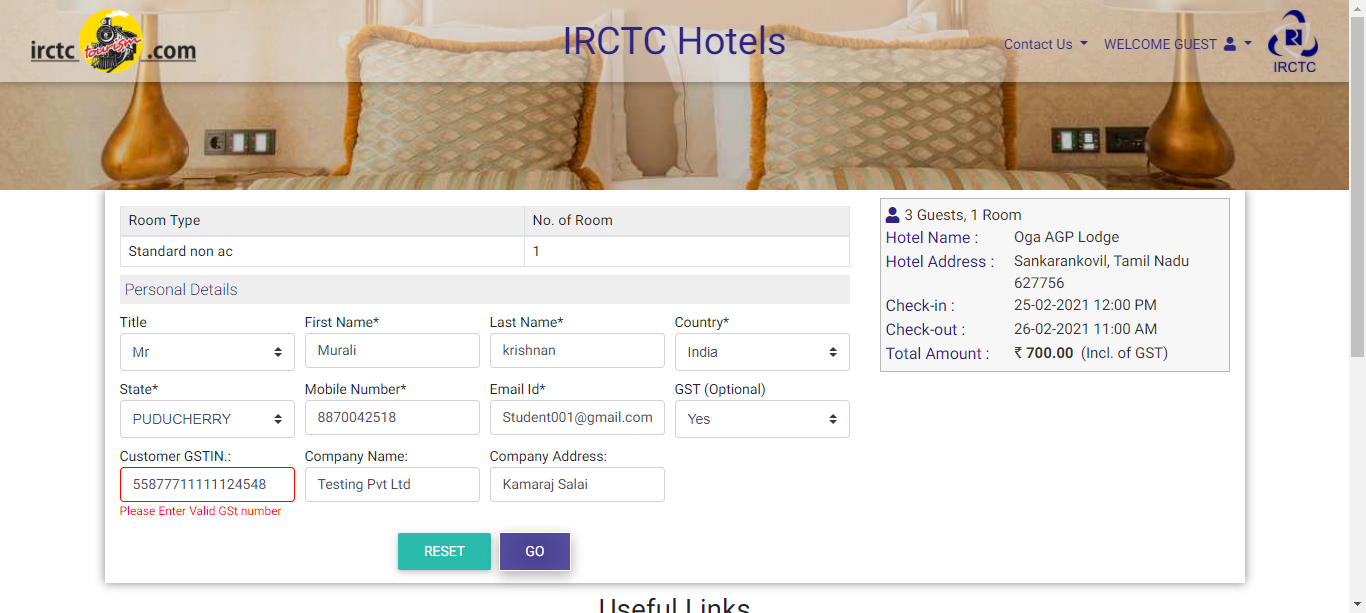 irctc tourism .com
IRCTC Hotels
Contact Us
WELCOME GUEST
IRCTC
Room Type No. of Room
Standard non ac 1
Personal Details
Title First Name* Last Name* Country*
Mr Murali krishnan India
State* Mobile Number* Email Id* GST (Optional)
PUDUCHERRY 8870042518 Student001@gmail.com Yes
Customer GSTIN.: Company Name: Company Address:
55877711111124548 Testing Pvt Ltd Kamaraj Salai
Please Enter Valid GSt number
RESET GO
3 Guests, 1 Room
Hotel Name : Oga AGP Lodge
Hotel Address : Sankarankovil, Tamil Nadu
627756
Check-in : 25-02-2021 12:00 PM
Check-out : 26-02-2021 11:00 AM
Total Amount : ₹ 700.00 (Incl. of GST)
Useful Links